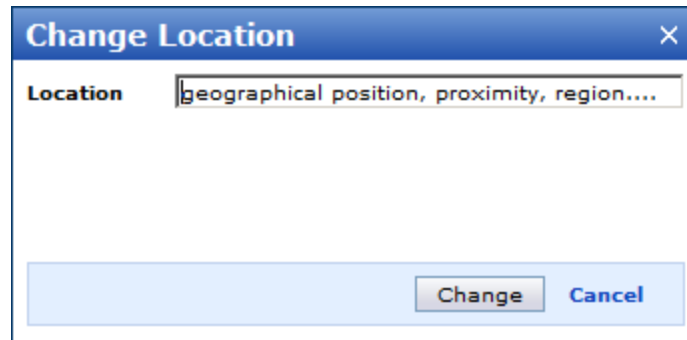 Change Location
Location geographical position, proximity, region....
Change Cancel